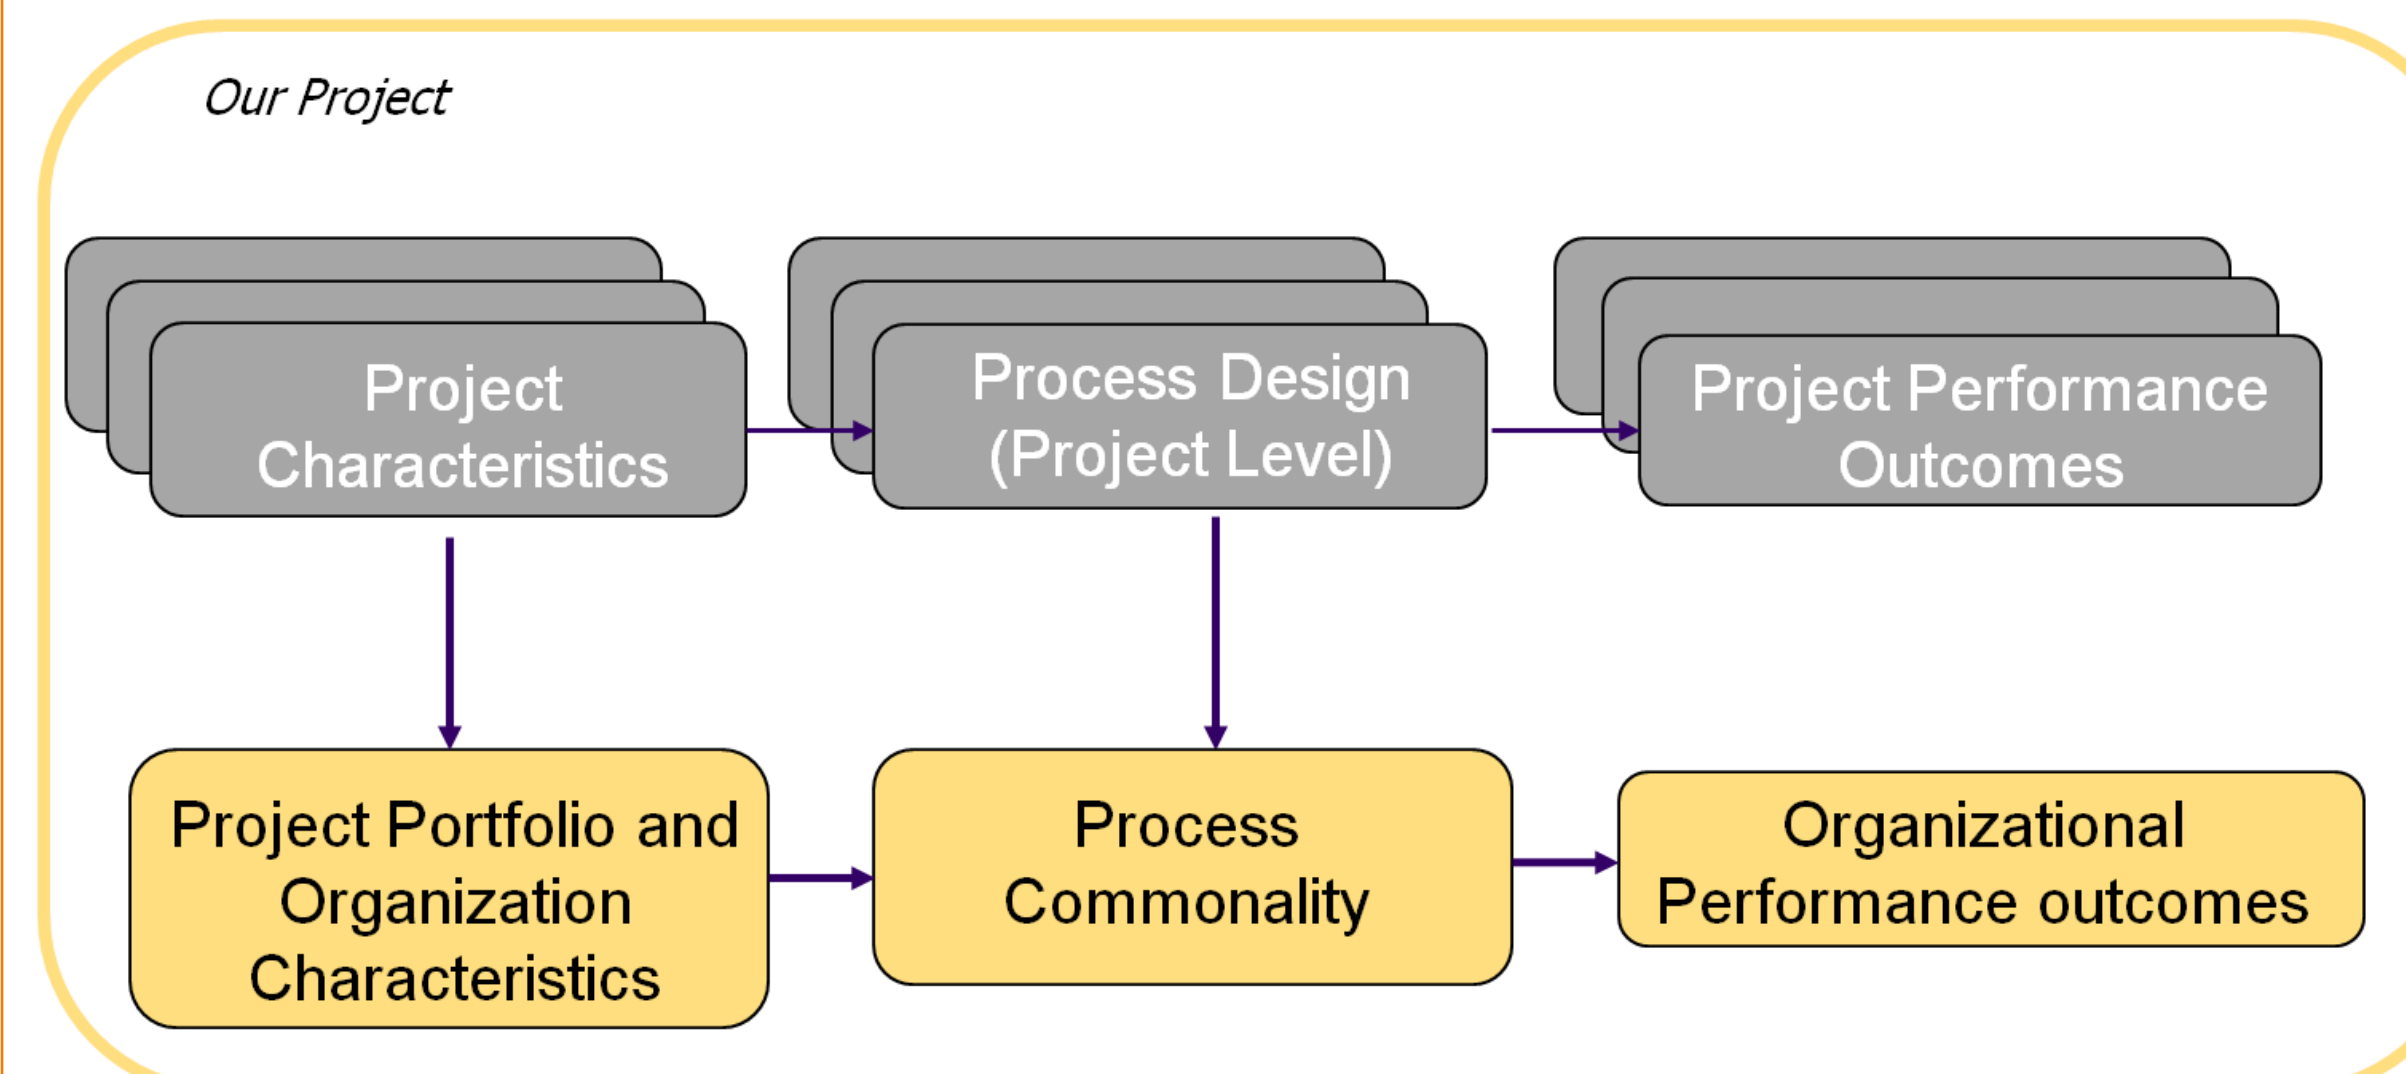 Our Project
Project
Characteristics
Process Design
(Project Level)
Project Performance
Outcomes
Project Portfolio and
Organization
Characteristics
Process
Commonality
Organizational
Performance outcomes